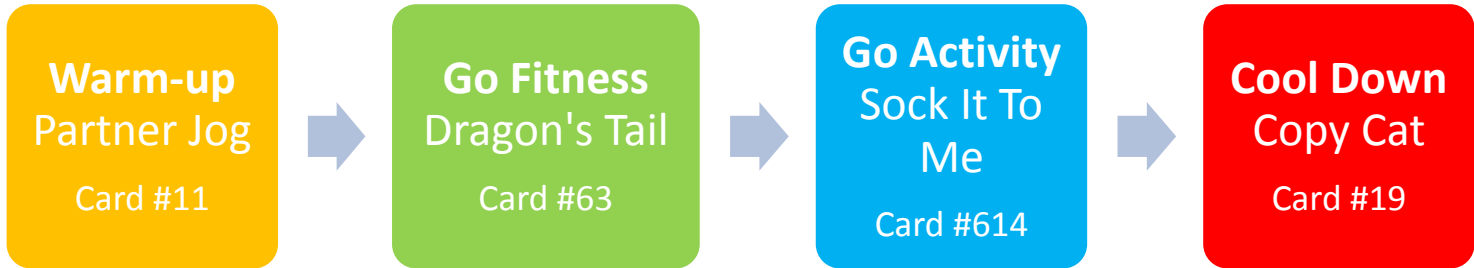 Warm-up
Partner Jog
Card #11
Go Fitness
Dragon's Tail
Card #63
Go Activity
Sock It To
Me
Card #614
Cool Down
Copy Cat
Card #19